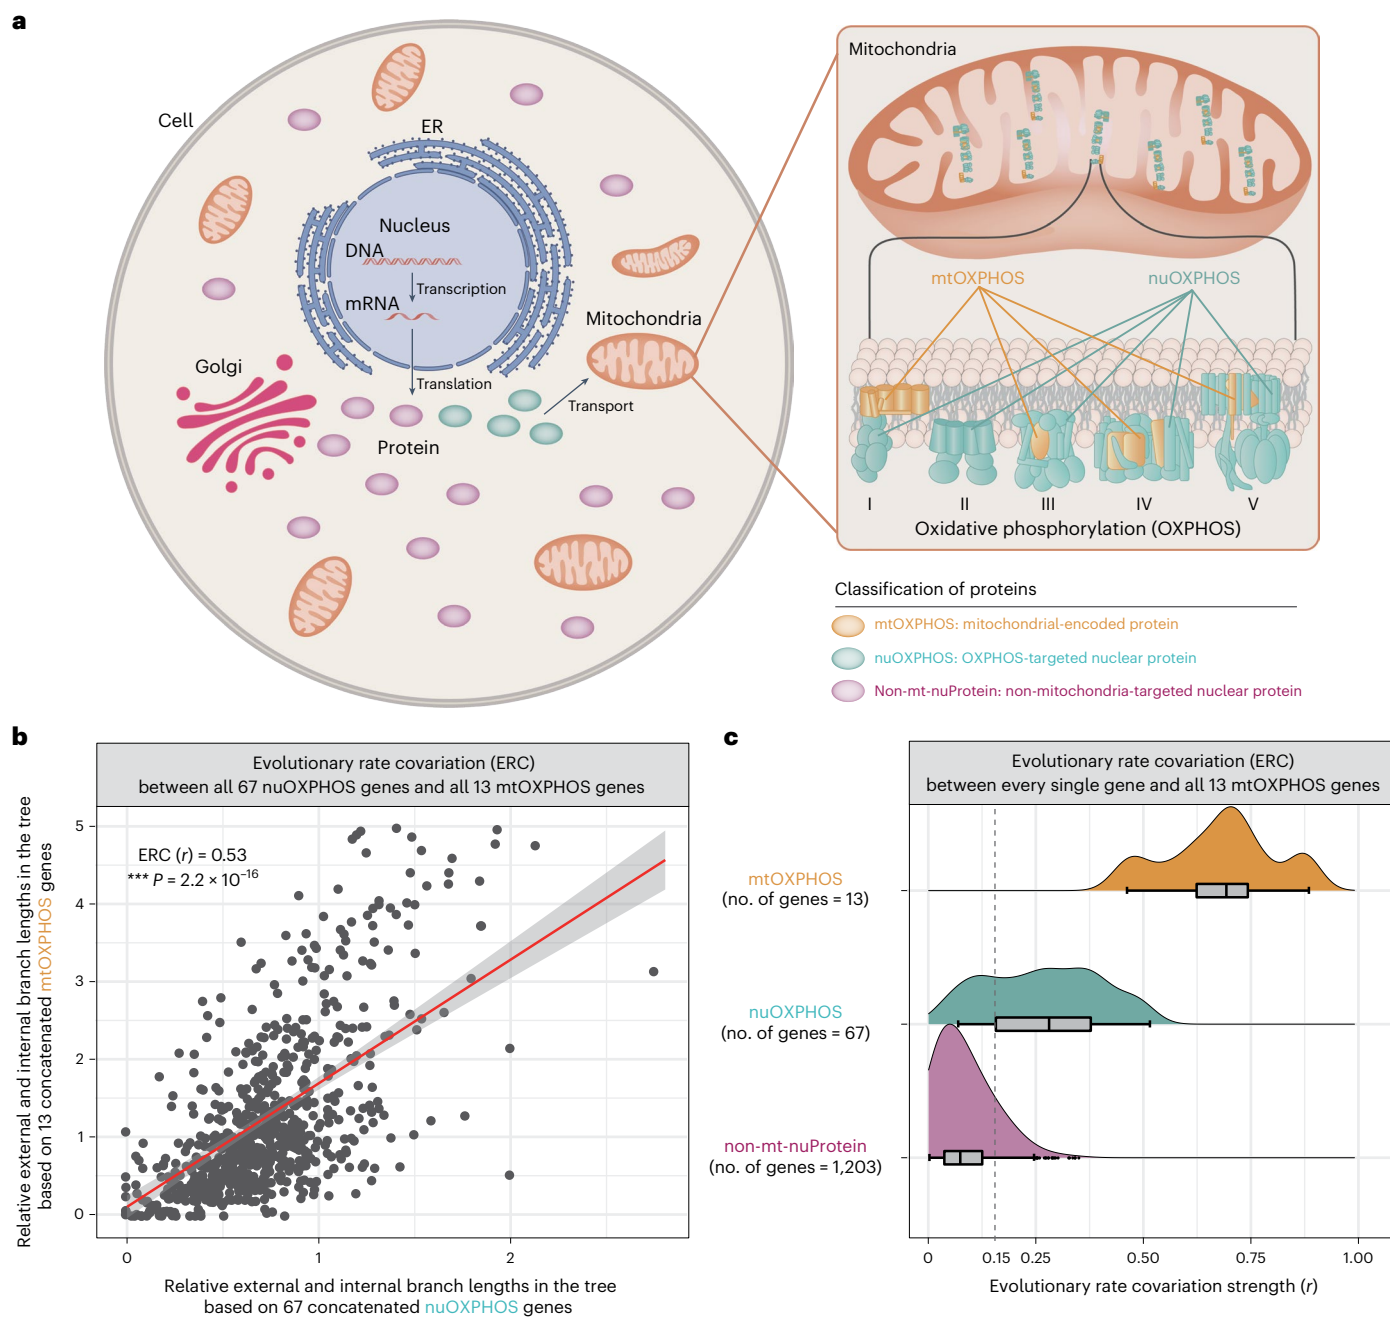 a
Cell
ER
Nucleus
DNA
Transcription
mRNA
Mitochondria
Golgi
Translation
Transport
Protein
Mitochondria
mtOXPHOS
nuOXPHOS
I II III IV V
Oxidative phosphorylation (OXPHOS)
Classification of proteins
mtOXPHOS: mitochondrial-encoded protein
nuOXPHOS: OXPHOS-targeted nuclear protein
Non-mt-nuProtein: non-mitochondria-targeted nuclear protein
b
Evolutionary rate covariation (ERC)
between all 67 nuOXPHOS genes and all 13 mtOXPHOS genes
Relative external and internal branch lengths in the tree
based on 13 concatenated mtOXPHOS genes
5
4
3
2
1
0
ERC (r) = 0.53
*** P = 2.2 × 10⁻¹⁶
0 1 2
Relative external and internal branch lengths in the tree
based on 67 concatenated nuOXPHOS genes
c
Evolutionary rate covariation (ERC)
between every single gene and all 13 mtOXPHOS genes
mtOXPHOS
(no. of genes = 13)
nuOXPHOS
(no. of genes = 67)
non-mt-nuProtein
(no. of genes = 1,203)
0 0.15 0.25 0.50 0.75 1.00
Evolutionary rate covariation strength (r)